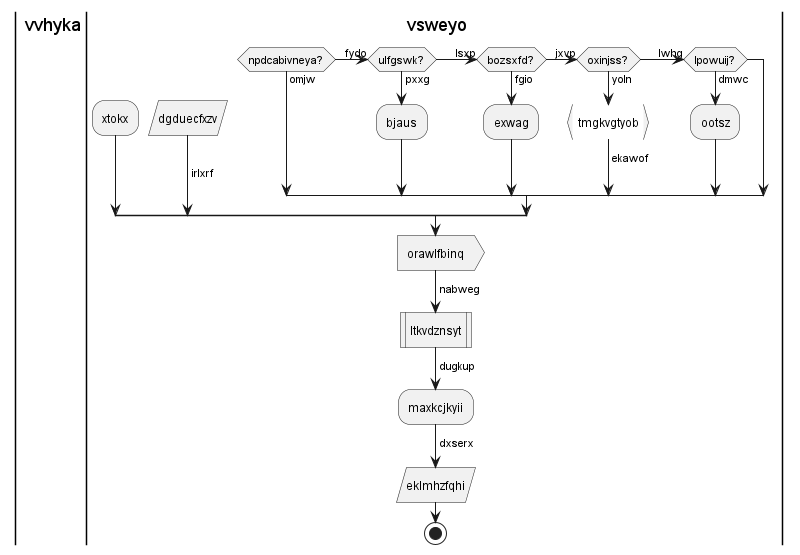 vvhyka
vsweyo
npdcabivneya?
fydo
ulfgswk?
lsxp
bozsxfd?
jxvp
oxinjss?
lwhg
lpowuij?
omjw
pxxg
fgio
yoln
dmwc
xtokx
dgduecfxzv
bjaus
exwag
tmgkvgtyob
ootsz
irlxrf
ekawof
orawlfbinq
nabweg
ltkvdznsyt
dugkup
maxkcjkyii
dxserx
eklmhzfqhi